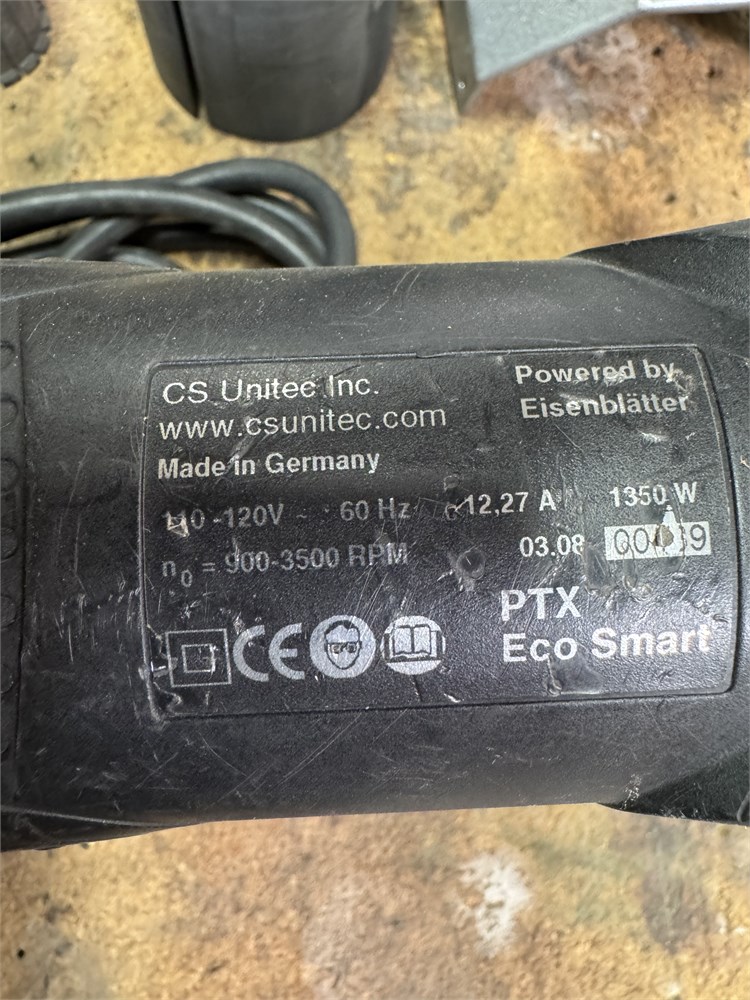 CS Unitec Inc.
www.csunitec.com
Made in Germany
Powered by
Eisenblätter
110 -120V ~ 60 Hz 12,27 A 1350 W
n0 = 900-3500 RPM
03.08
PTX
Eco Smart
CE